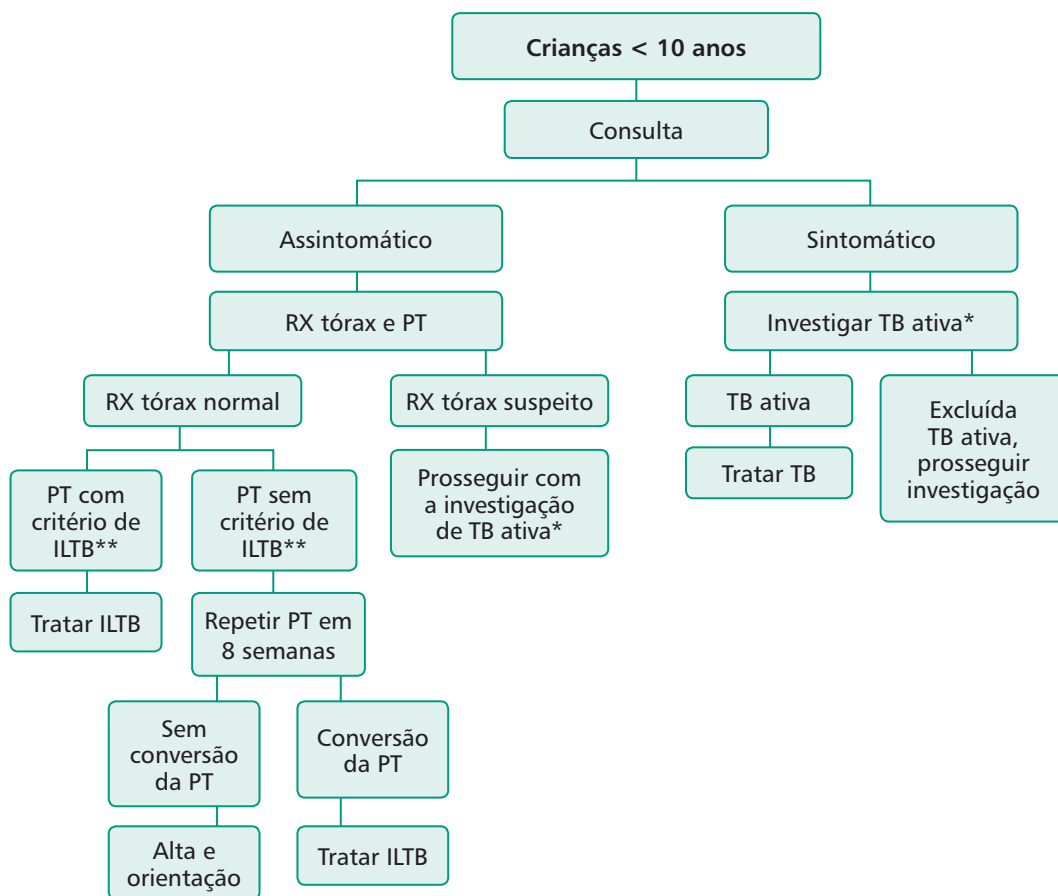 Crianças < 10 anos
Consulta
Assintomático
Sintomático
RX tórax e PT
Investigar TB ativa*
RX tórax normal
RX tórax suspeito
TB ativa
Excluída
TB ativa,
prosseguir
investigação
PT com
critério de
ILTB**
PT sem
critério de
ILTB**
Prosseguir com
a investigação
de TB ativa*
Tratar TB
Tratar ILTB
Repetir PT em
8 semanas
Sem
conversão
da PT
Conversão
da PT
Alta e
orientação
Tratar ILTB